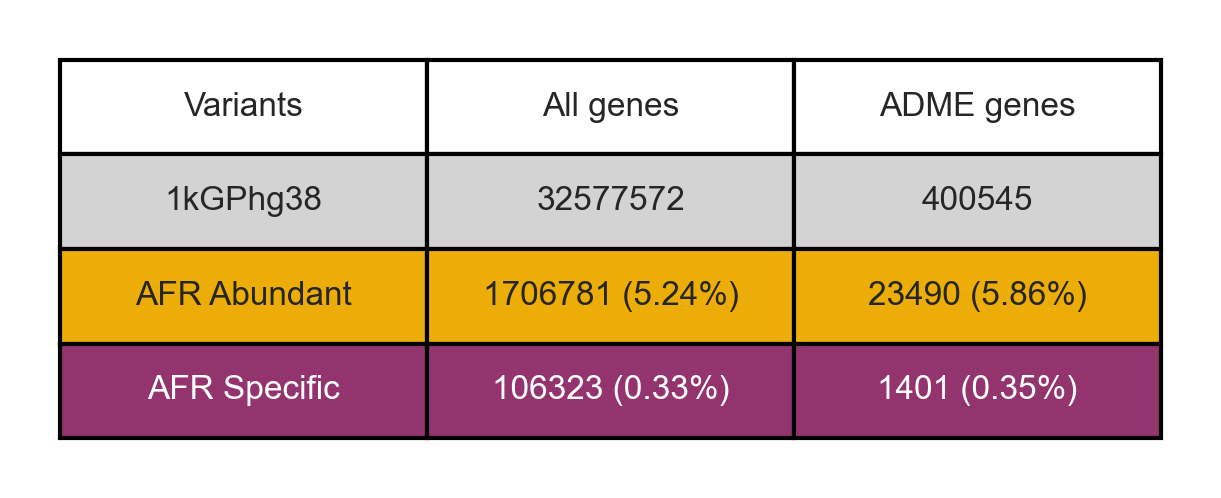 Variants All genes ADME genes
1kGPhg38 32577572 400545
AFR Abundant 1706781 (5.24%) 23490 (5.86%)
AFR Specific 106323 (0.33%) 1401 (0.35%)